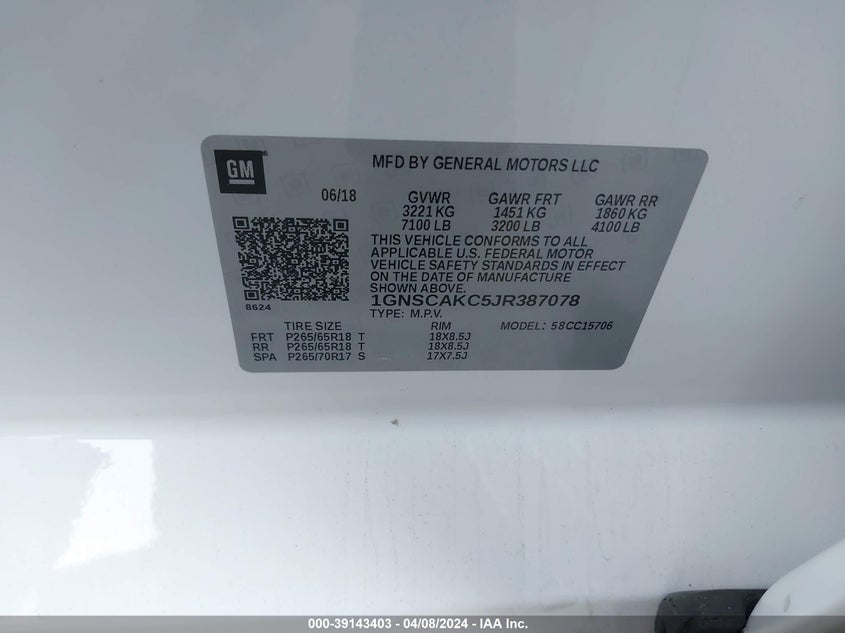 GM
MFD BY GENERAL MOTORS LLC
06/18 GVWR GAWR FRT GAWR RR
3221 KG 1451 KG 1860 KG
7100 LB 3200 LB 4100 LB
THIS VEHICLE CONFORMS TO ALL
APPLICABLE U.S. FEDERAL MOTOR
VEHICLE SAFETY STANDARDS IN EFFECT
ON THE DATE OF MANUFACTURE
SHOWN ABOVE.
1GNSCAKC5JR387078
8624
TYPE: M.P.V.
TIRE SIZE RIM MODEL: 58CC15706
FRT P265/65R18 T 18X8.5J
RR P265/65R18 T 18X8.5J
SPA P265/70R17 S 17X7.5J
000-39143403 - 04/08/2024 - IAA Inc.